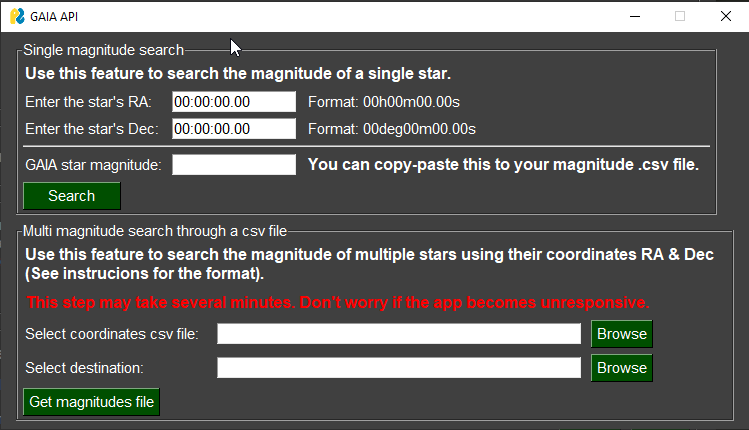 GAIA API
Single magnitude search
Use this feature to search the magnitude of a single star.
Enter the star's RA: 00:00:00.00 Format: 00h00m00.00s
Enter the star's Dec: 00:00:00.00 Format: 00deg00m00.00s
GAIA star magnitude: You can copy-paste this to your magnitude .csv file.
Search
Multi magnitude search through a csv file
Use this feature to search the magnitude of multiple stars using their coordinates RA & Dec
(See instrucions for the format).
This step may take several minutes. Don't worry if the app becomes unresponsive.
Select coordinates csv file: Browse
Select destination: Browse
Get magnitudes file